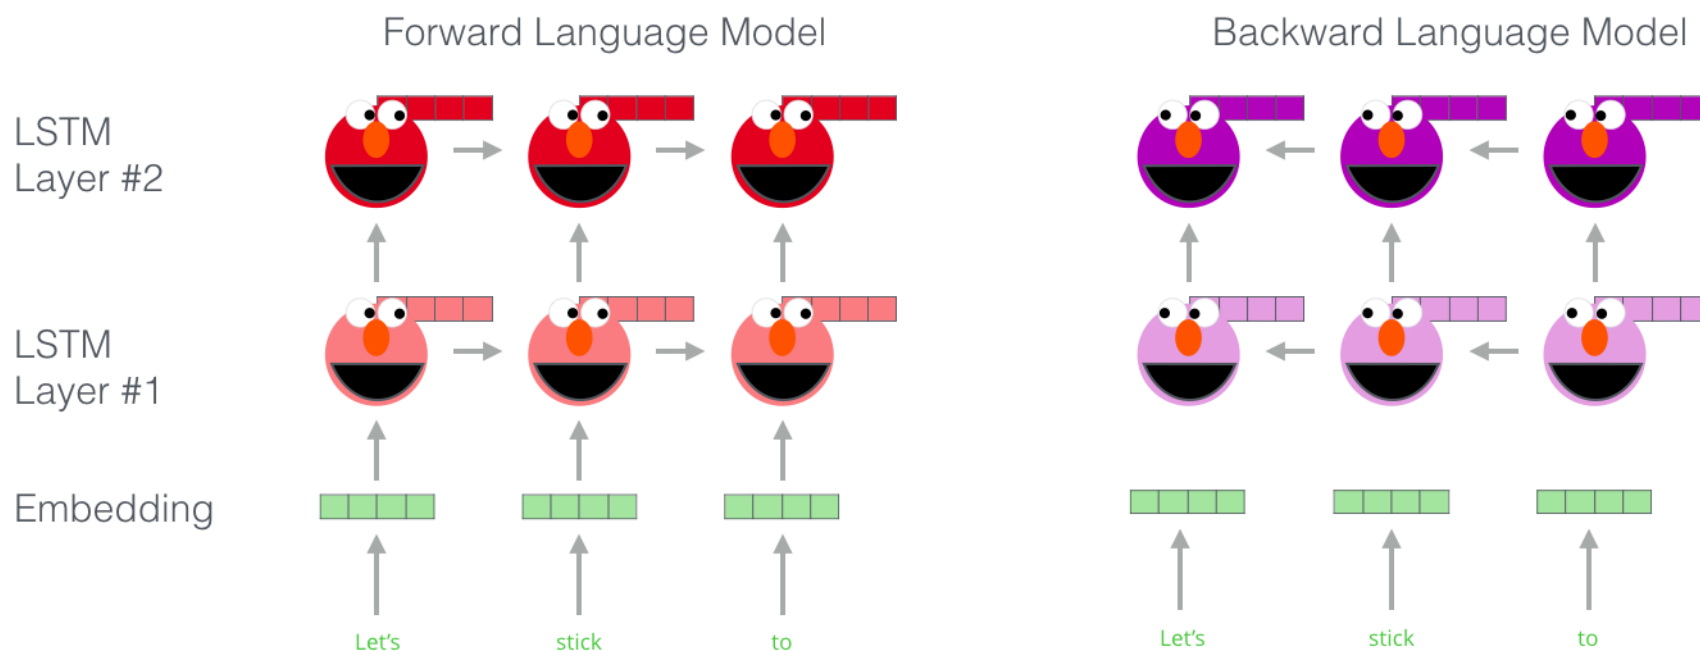 Forward Language Model
Backward Language Model
LSTM
Layer #2
LSTM
Layer #1
Embedding
Let's
stick
to
Let's
stick
to